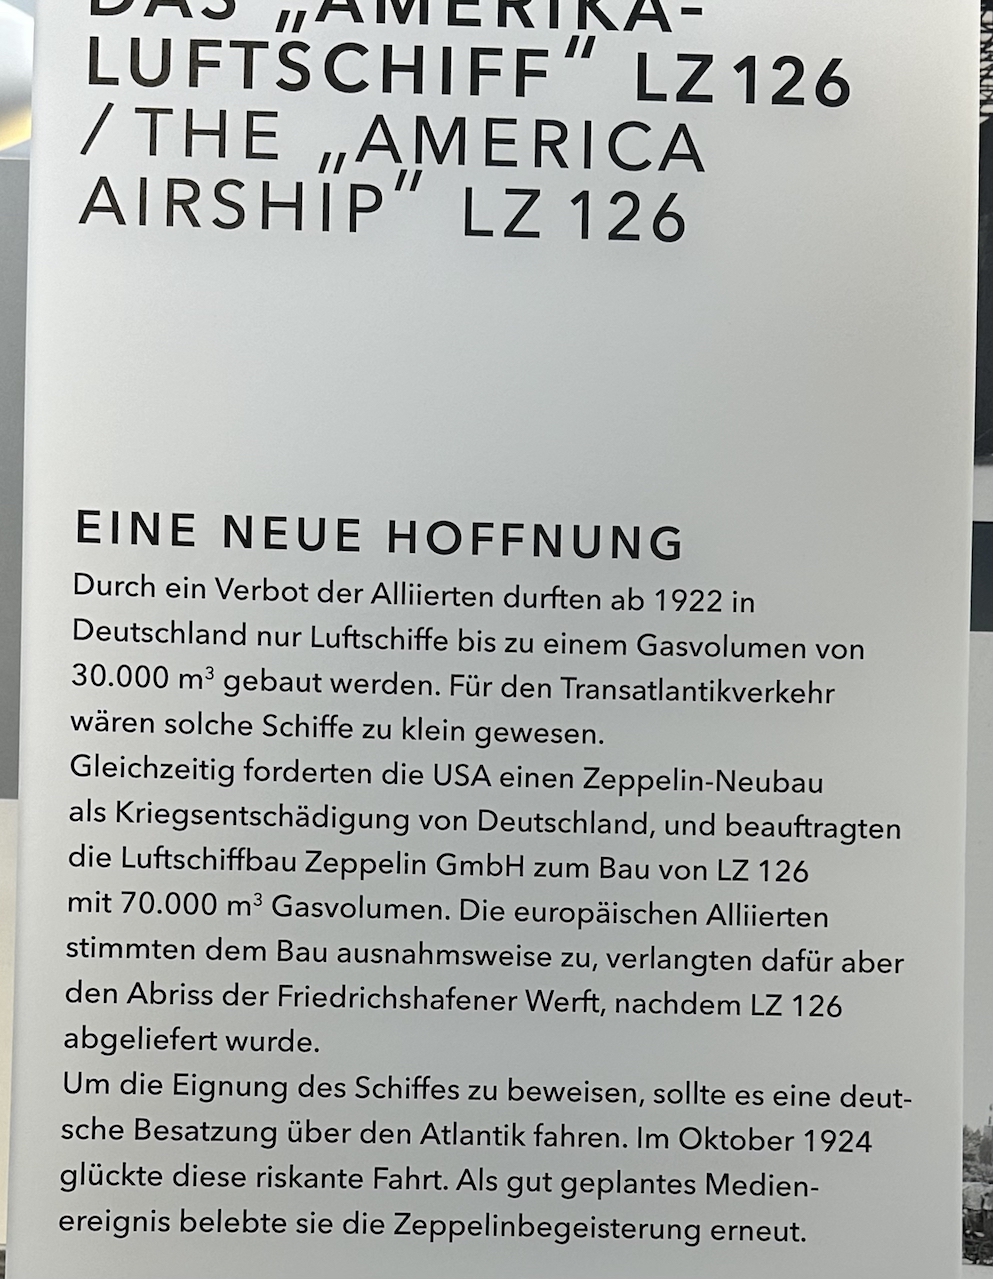 DAS „AMERIKA-
LUFTSCHIFF“ LZ 126
/ THE „AMERICA
AIRSHIP“ LZ 126
EINE NEUE HOFFNUNG
Durch ein Verbot der Alliierten durften ab 1922 in
Deutschland nur Luftschiffe bis zu einem Gasvolumen von
30.000 m³ gebaut werden. Für den Transatlantikverkehr
wären solche Schiffe zu klein gewesen.
Gleichzeitig forderten die USA einen Zeppelin-Neubau
als Kriegsentschädigung von Deutschland, und beauftragten
die Luftschiffbau Zeppelin GmbH zum Bau von LZ 126
mit 70.000 m³ Gasvolumen. Die europäischen Alliierten
stimmten dem Bau ausnahmsweise zu, verlangten dafür aber
den Abriss der Friedrichshafener Werft, nachdem LZ 126
abgeliefert wurde.
Um die Eignung des Schiffes zu beweisen, sollte es eine deut-
sche Besatzung über den Atlantik fahren. Im Oktober 1924
glückte diese riskante Fahrt. Als gut geplantes Medien-
ereignis belebte sie die Zeppelinbegeisterung erneut.